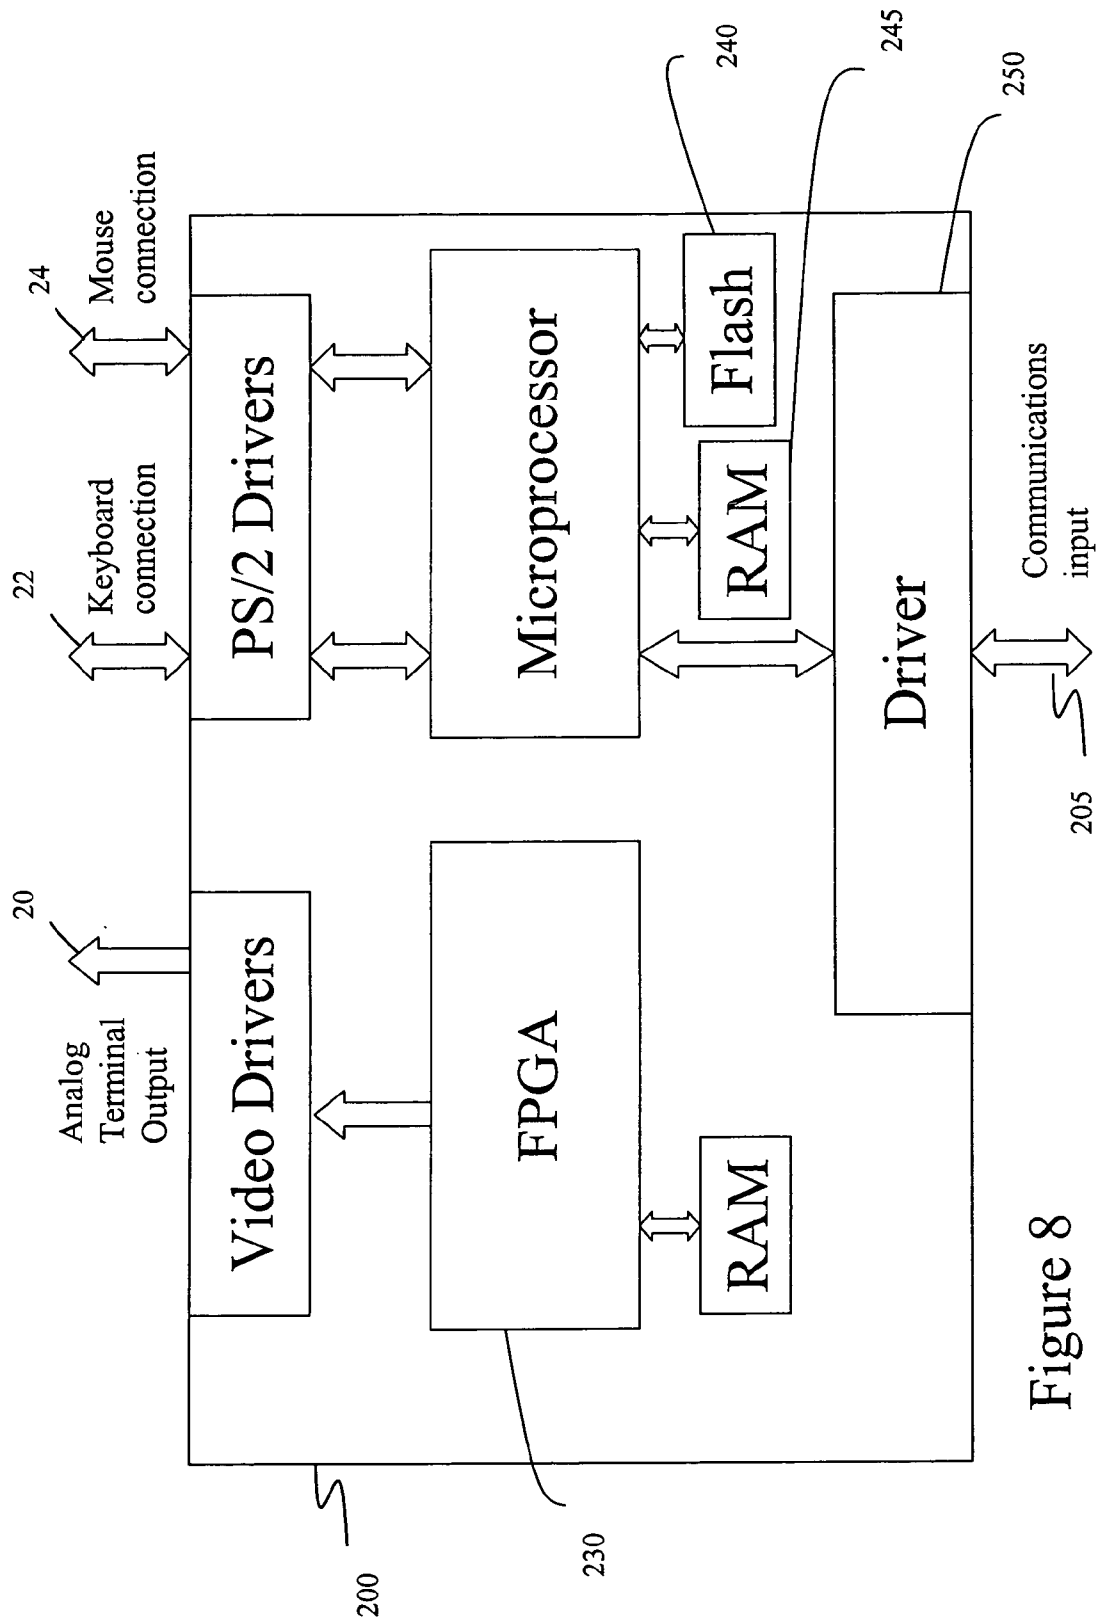 20
Analog
Terminal
Output
22
Keyboard
connection
24
Mouse
connection
Video Drivers
PS/2 Drivers
FPGA
Microprocessor
RAM
RAM
Flash
Driver
200
230
240
245
250
205
Communications
input
Figure 8